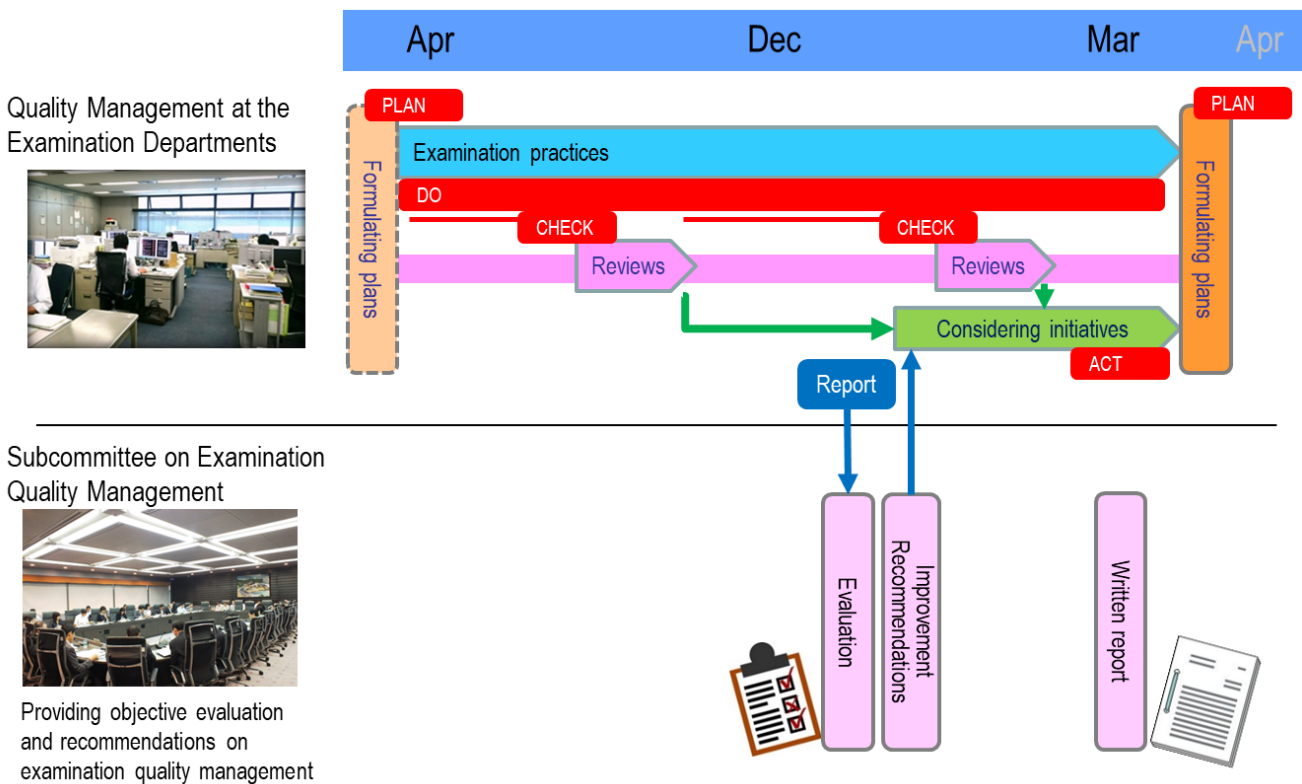 Apr Dec Mar Apr
Quality Management at the
Examination Departments
PLAN
PLAN
Formulating plans
Examination practices
DO
CHECK
CHECK
Reviews
Reviews
Considering initiatives
ACT
Formulating plans
Report
Subcommittee on Examination
Quality Management
Evaluation
Improvement
Recommendations
Written report
Providing objective evaluation
and recommendations on
examination quality management